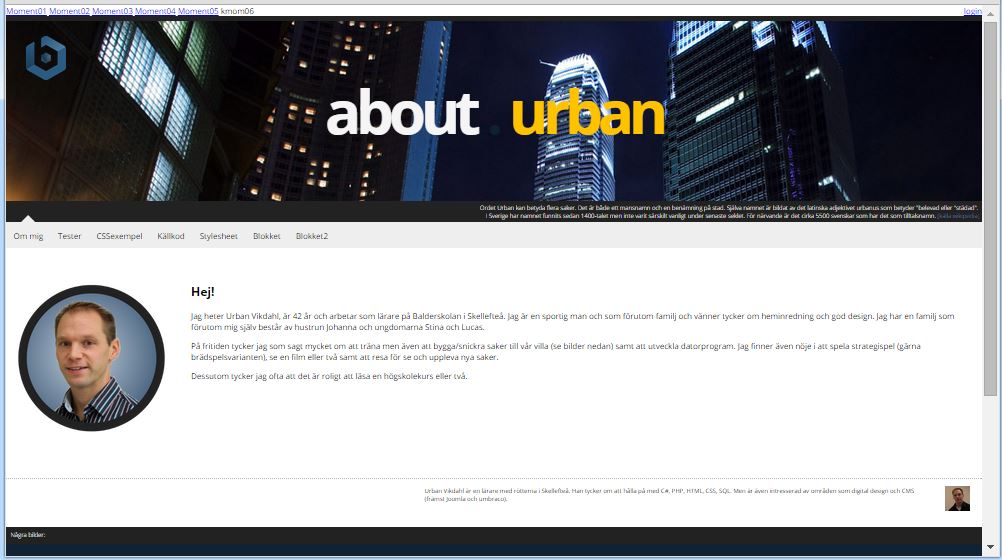 Moment01 Moment02 Moment03 Moment04 Moment05 kmom06
login
about . urban
Ordet Urban kan betyda flera saker. Det är både ett mansnamn och en benämning på stad. Själva namnet är bildat av det latinska adjektivet urbanus som betyder "belevad eller "städad".
I Sverige har namnet funnits sedan 1400-talet men inte varit särskilt vanligt under senaste seklet. För närvarande är det cirka 5500 svenskar som har det som tilltalsnamn. [källa wikipedia]
Om mig Tester CSSexempel Källkod Stylesheet Blokket Blokket2
Hej!
Jag heter Urban Vikdahl, är 42 år och arbetar som lärare på Balderskolan i Skellefteå. Jag är en sportig man och som förutom familj och vänner tycker om heminredning och god design. Jag har en familj som
förutom mig själv består av hustrun Johanna och ungdomarna Stina och Lucas.
På fritiden tycker jag som sagt mycket om att träna men även att bygga/snickra saker till vår villa (se bilder nedan) samt att utveckla datorprogram. Jag finner även nöje i att spela strategispel (gärna
brädspelsvarianten), se en film eller två samt att resa för se och uppleva nya saker.
Dessutom tycker jag ofta att det är roligt att läsa en högskolekurs eller två.
Urban Vikdahl är en lärare med rötterna i Skellefteå. Han tycker om att hålla på med C#, PHP, HTML, CSS, SQL. Men är även intresserad av områden som digital design och CMS
(främst Joomla och umbraco).
Några bilder: